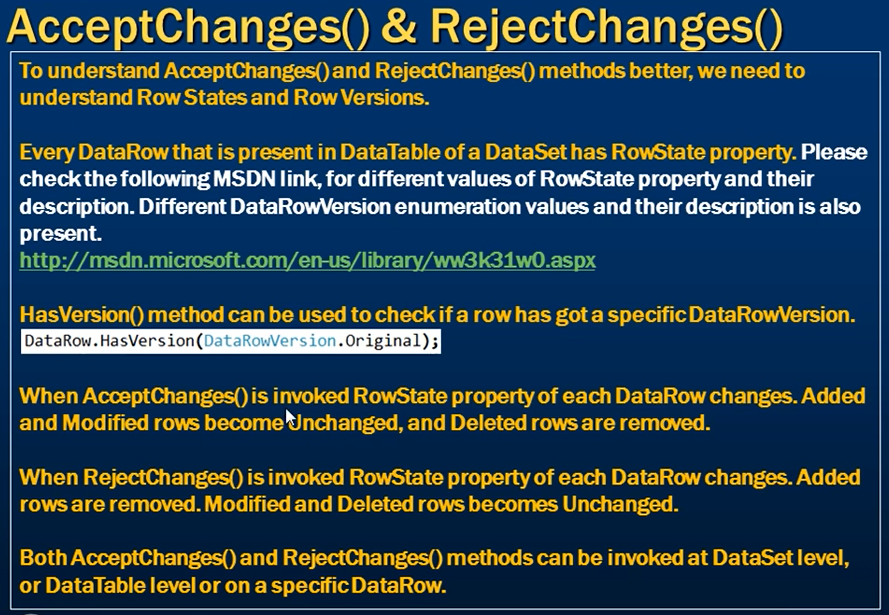 AcceptChanges() & RejectChanges()
To understand AcceptChanges() and RejectChanges() methods better, we need to
understand Row States and Row Versions.
Every DataRow that is present in DataTable of a DataSet has RowState property. Please
check the following MSDN link, for different values of RowState property and their
description. Different DataRowVersion enumeration values and their description is also
present.
http://msdn.microsoft.com/en-us/library/ww3k31w0.aspx
HasVersion() method can be used to check if a row has got a specific DataRowVersion.
DataRow.HasVersion(DataRowVersion.Original);
When AcceptChanges() is invoked RowState property of each DataRow changes. Added
and Modified rows become Unchanged, and Deleted rows are removed.
When RejectChanges() is invoked RowState property of each DataRow changes. Added
rows are removed. Modified and Deleted rows becomes Unchanged.
Both AcceptChanges() and RejectChanges() methods can be invoked at DataSet level,
or DataTable level or on a specific DataRow.